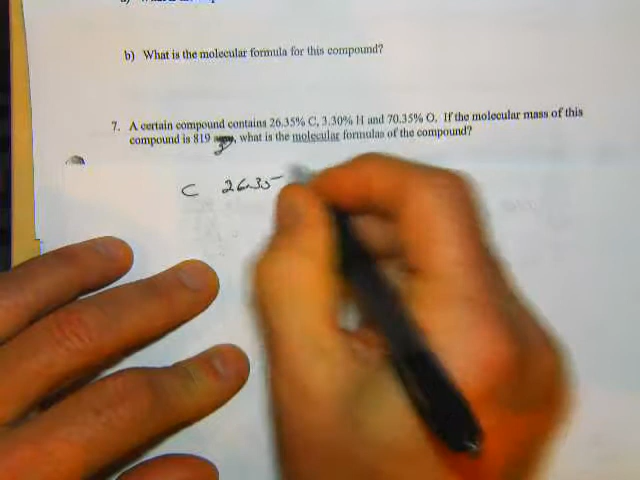 b) What is the molecular formula for this compound?
7. A certain compound contains 26.35% C, 3.30% H and 70.35% O. If the molecular mass of this
compound is 819 what is the molecular formulas of the compound?
C 26.35